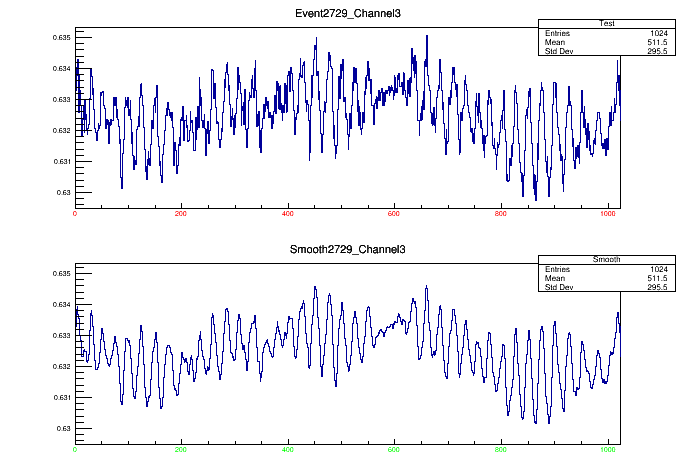 Event2729_Channel3
Test
Entries 1024
Mean 511.5
Std Dev 295.5
0.635
0.634
0.633
0.632
0.631
0.63
0 200 400 600 800 1000
Smooth2729_Channel3
Smooth
Entries 1024
Mean 511.5
Std Dev 295.5
0.635
0.634
0.633
0.632
0.631
0.63
0 200 400 600 800 1000